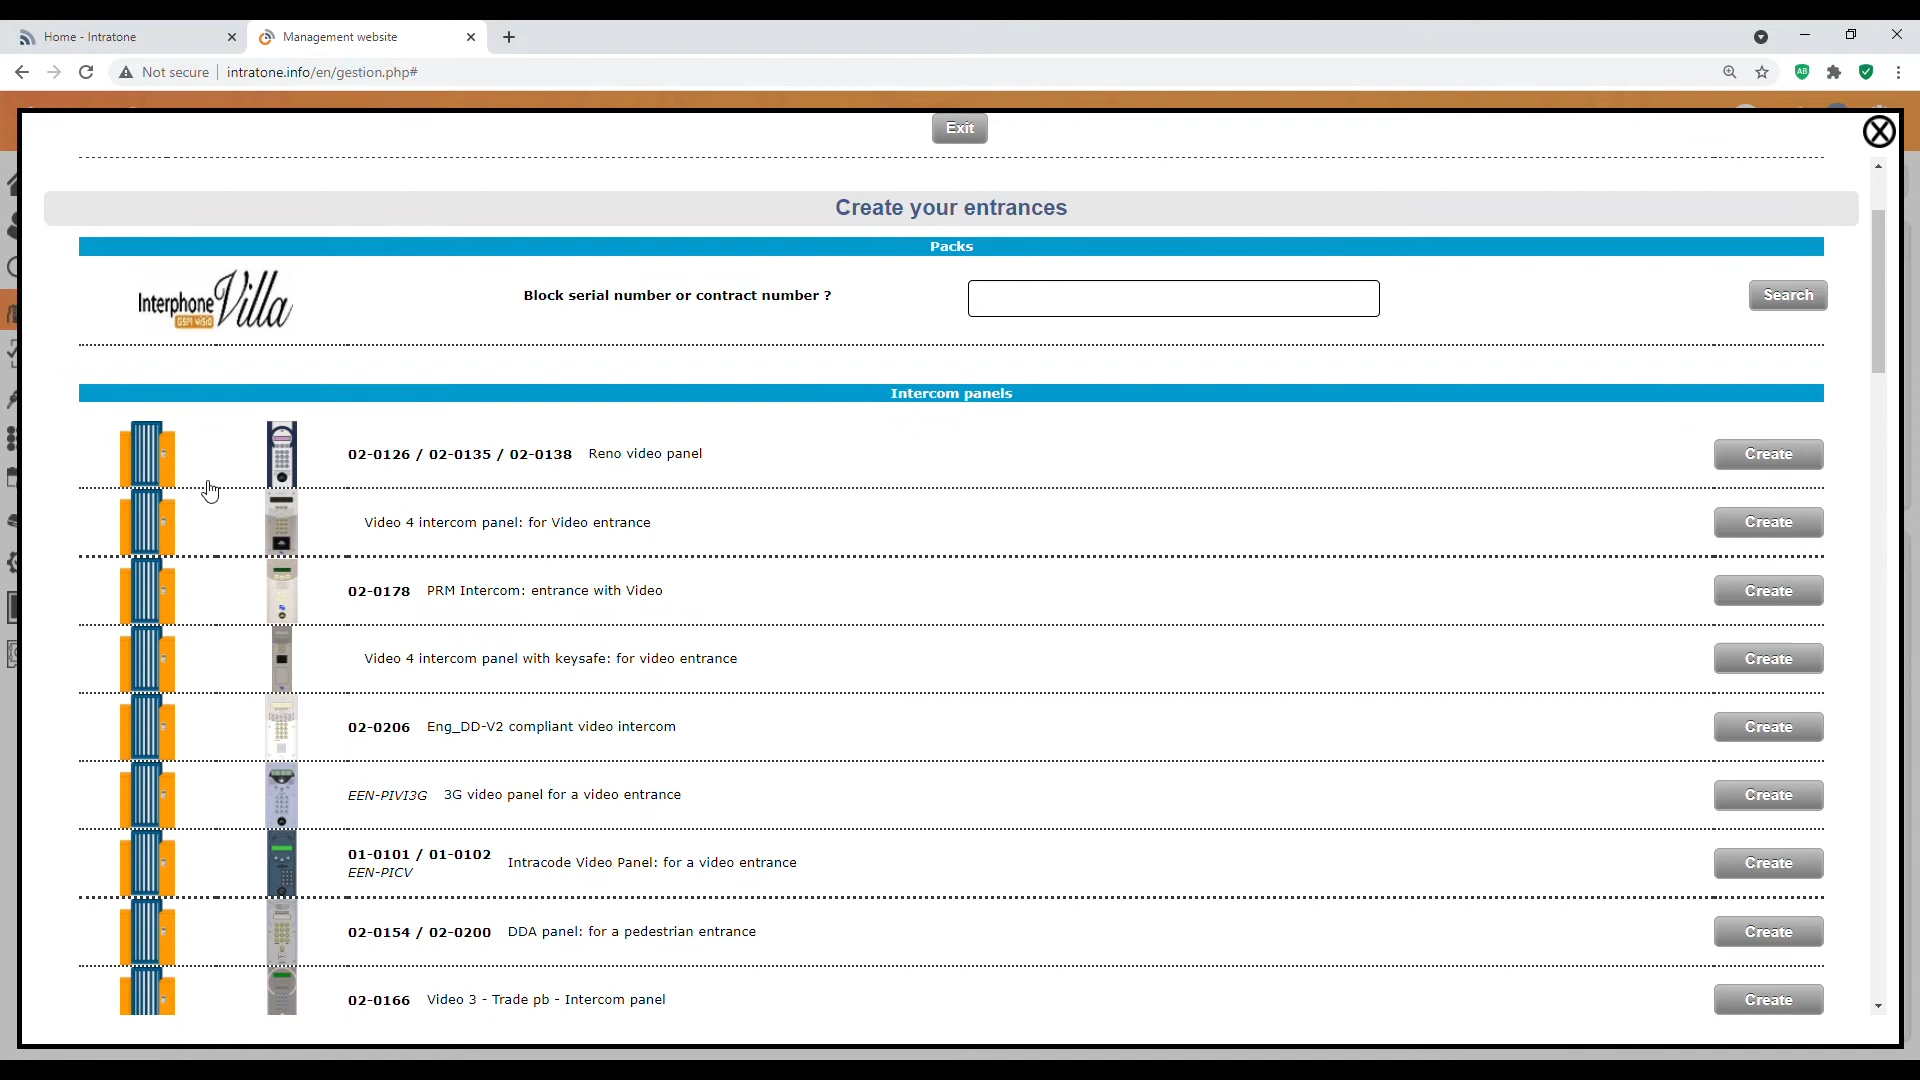 Home - Intratone
Management website
Not secure
intratone.info/en/gestion.php#
AB
Exit
X
Create your entrances
Packs
Interphone Villa
GSM VISIO
Block serial number or contract number ?
Search
Intercom panels
02-0126 / 02-0135 / 02-0138 Reno video panel Create
Video 4 intercom panel: for Video entrance Create
02-0178 PRM Intercom: entrance with Video Create
Video 4 intercom panel with keysafe: for video entrance Create
02-0206 Eng_DD-V2 compliant video intercom Create
EEN-PIVI3G 3G video panel for a video entrance Create
01-0101 / 01-0102 Intracode Video Panel: for a video entrance Create
EEN-PICV
02-0154 / 02-0200 DDA panel: for a pedestrian entrance Create
02-0166 Video 3 - Trade pb - Intercom panel Create